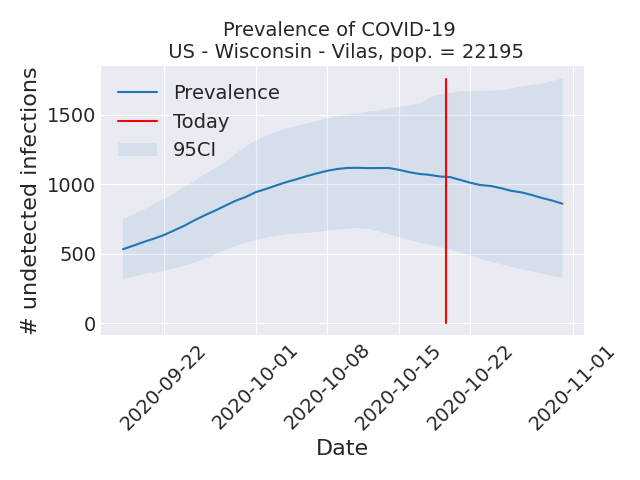 Prevalence of COVID-19
US - Wisconsin - Vilas, pop. = 22195
# undetected infections
1500
1000
500
0
Prevalence
Today
95CI
2020-09-22
2020-10-01
2020-10-08
2020-10-15
2020-10-22
2020-11-01
Date